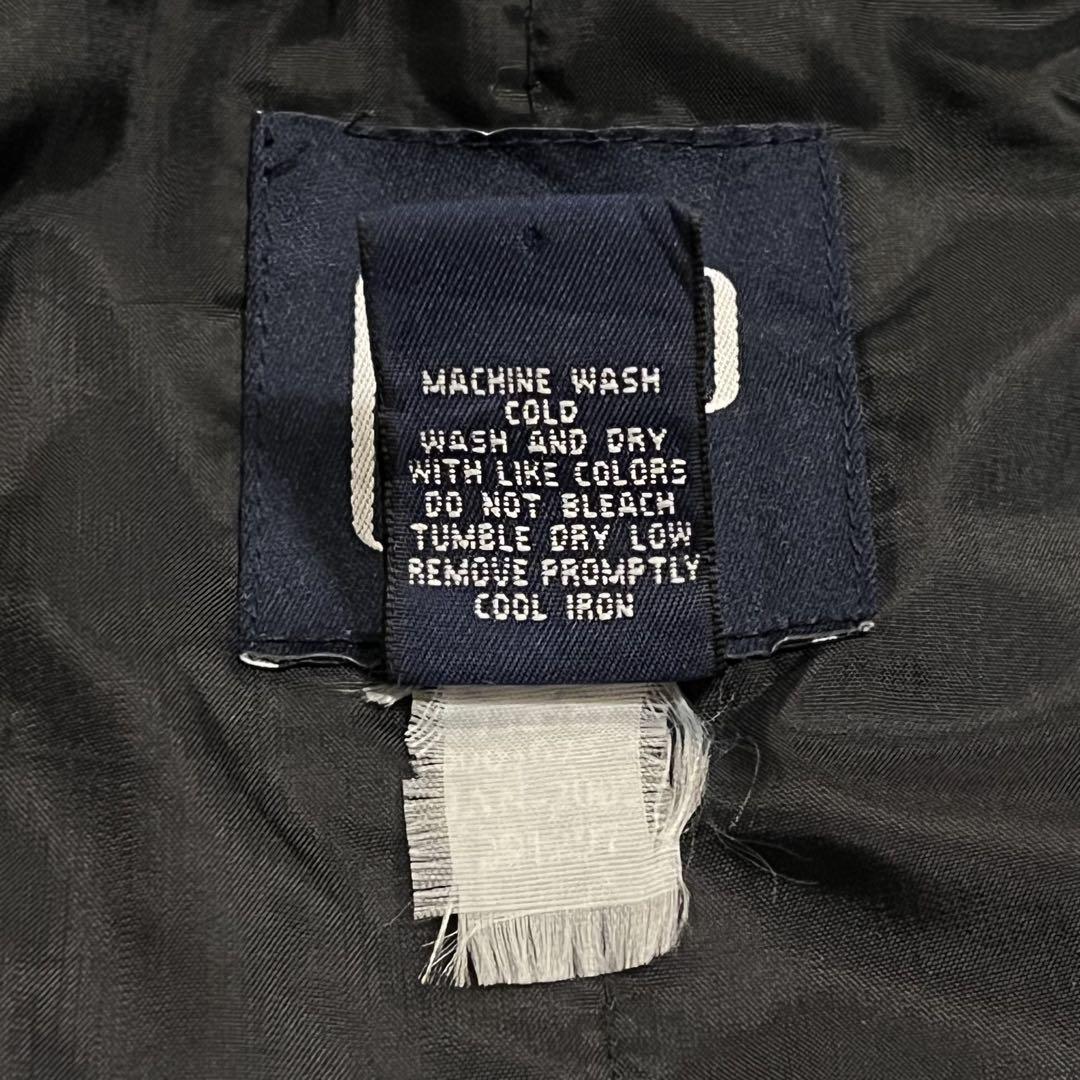 MACHINE WASH
COLD
WASH AND DRY
WITH LIKE COLORS
DO NOT BLEACH
TUMBLE DRY LOW
REMOVE PROMPTLY
COOL IRON